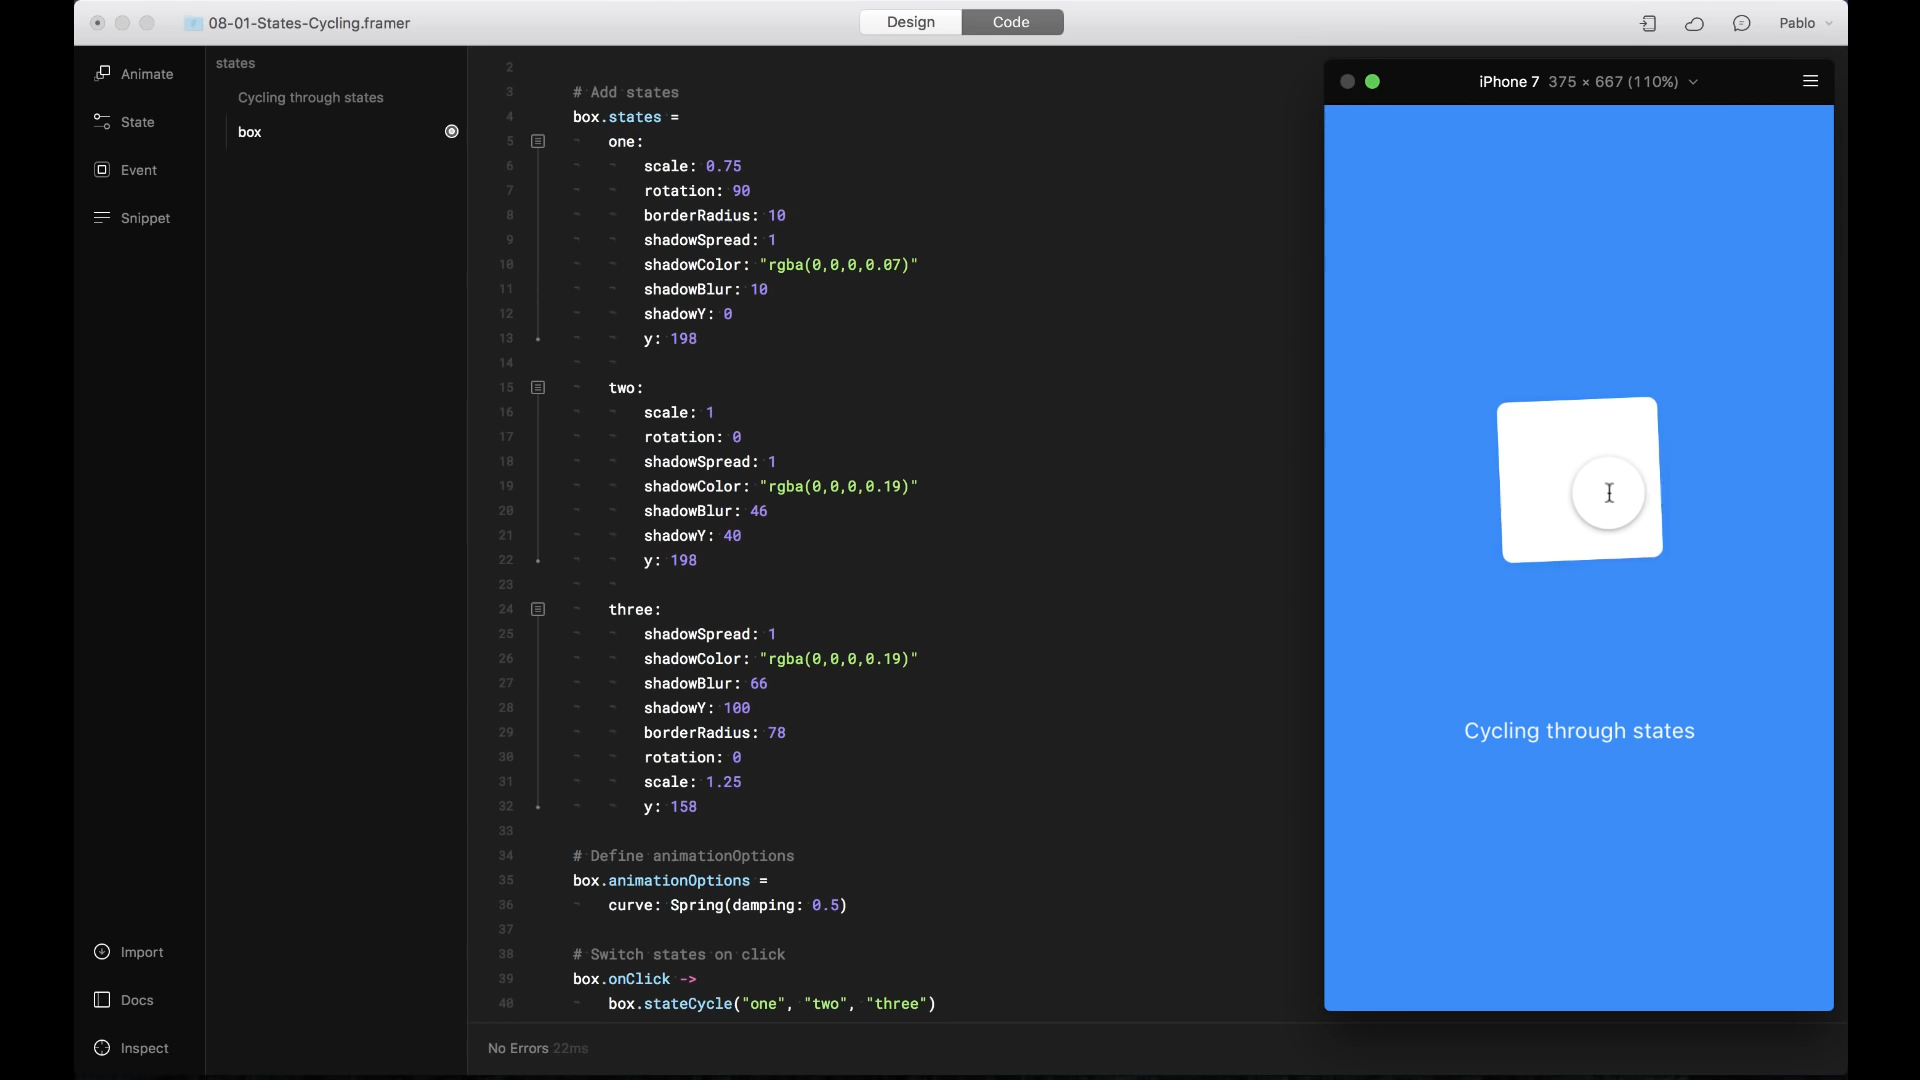 08-01-States-Cycling.framer
Design
Code
Pablo
Animate
State
Event
Snippet
Import
Docs
Inspect
states
Cycling through states
box
2
3 # Add states
4 box.states =
5 one:
6 scale: 0.75
7 rotation: 90
8 borderRadius: 10
9 shadowSpread: 1
10 shadowColor: "rgba(0,0,0,0.07)"
11 shadowBlur: 10
12 shadowY: 0
13 y: 198
14
15 two:
16 scale: 1
17 rotation: 0
18 shadowSpread: 1
19 shadowColor: "rgba(0,0,0,0.19)"
20 shadowBlur: 46
21 shadowY: 40
22 y: 198
23
24 three:
25 shadowSpread: 1
26 shadowColor: "rgba(0,0,0,0.19)"
27 shadowBlur: 66
28 shadowY: 100
29 borderRadius: 78
30 rotation: 0
31 scale: 1.25
32 y: 158
33
34 # Define animationOptions
35 box.animationOptions =
36 curve: Spring(damping: 0.5)
37
38 # Switch states on click
39 box.onClick ->
40 box.stateCycle("one", "two", "three")
No Errors 22ms
iPhone 7 375 × 667 (110%)
Cycling through states